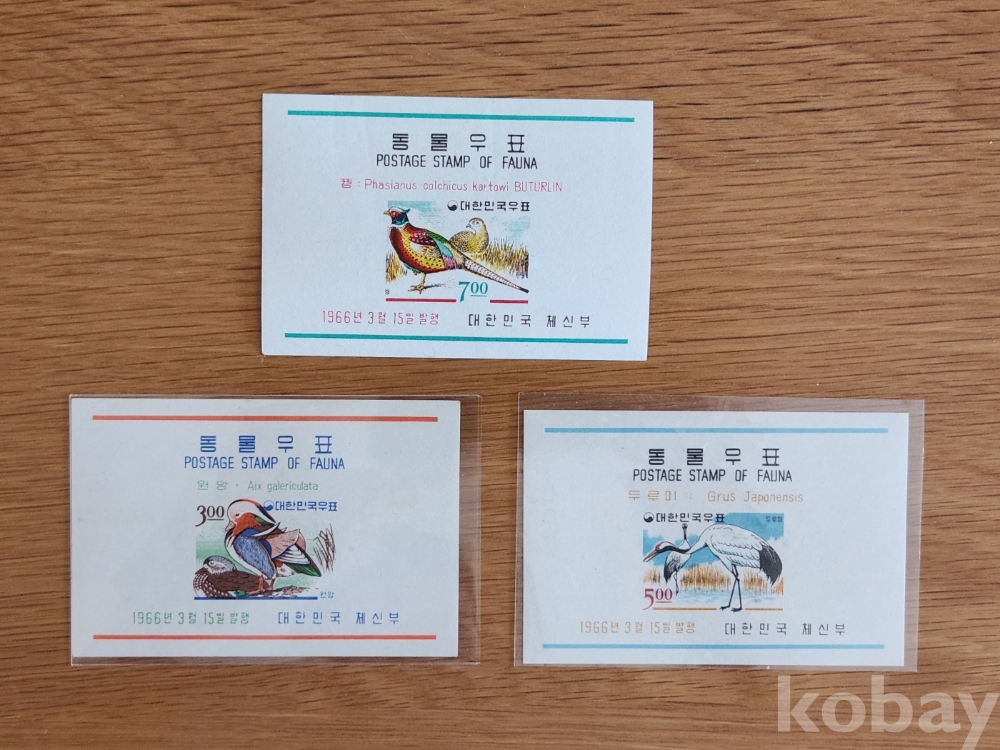 동물우표
POSTAGE STAMP OF FAUNA
꿩 : Phasianus colchicus kartowi BUTURLIN
대한민국우표
7.00
1966년 3월 15일 발행 대한민국 체신부
동물우표
POSTAGE STAMP OF FAUNA
원앙 · Aix galericulata
3.00 대한민국우표
원앙
1966년 3월 15일 발행 대한민국 체신부
동물우표
POSTAGE STAMP OF FAUNA
두루미 : Grus Japonensis
대한민국우표
두루미
5.00
1966년 3월 15일 발행 대한민국 체신부
kobay